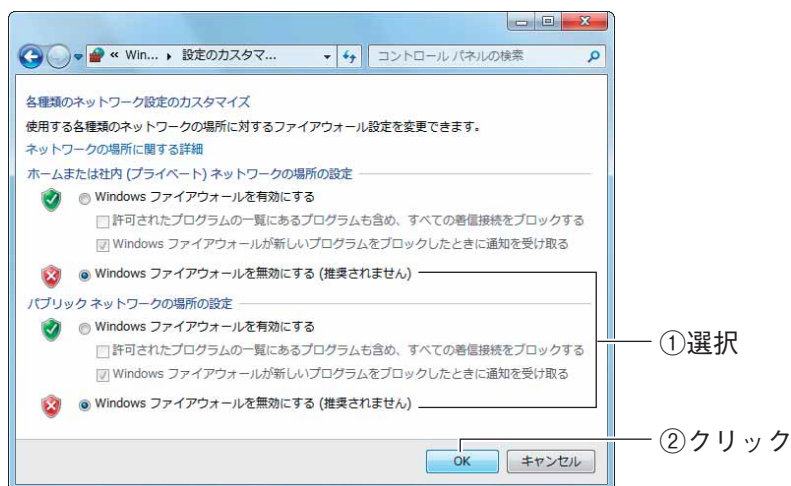 « Win... 設定のカスタマ...
コントロール パネルの検索
各種類のネットワーク設定のカスタマイズ
使用する各種類のネットワークの場所に対するファイアウォール設定を変更できます。
ネットワークの場所に関する詳細
ホームまたは社内 (プライベート) ネットワークの場所の設定
Windows ファイアウォールを有効にする
許可されたプログラムの一覧にあるプログラムも含め、すべての着信接続をブロックする
Windows ファイアウォールが新しいプログラムをブロックしたときに通知を受け取る
Windows ファイアウォールを無効にする (推奨されません)
パブリック ネットワークの場所の設定
Windows ファイアウォールを有効にする
許可されたプログラムの一覧にあるプログラムも含め、すべての着信接続をブロックする
①選択
Windows ファイアウォールが新しいプログラムをブロックしたときに通知を受け取る
Windows ファイアウォールを無効にする (推奨されません)
②クリック
OK
キャンセル